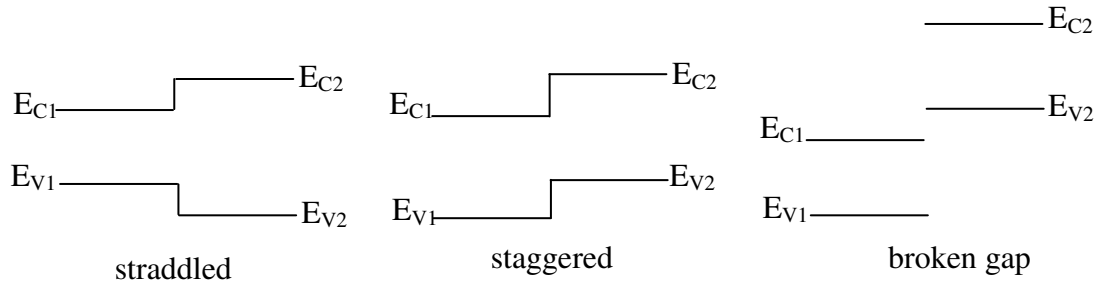 E_C1 E_C2
E_V1 E_V2
straddled
E_C1 E_C2
E_V1 E_V2
staggered
E_C2
E_V2
E_C1
E_V1
broken gap